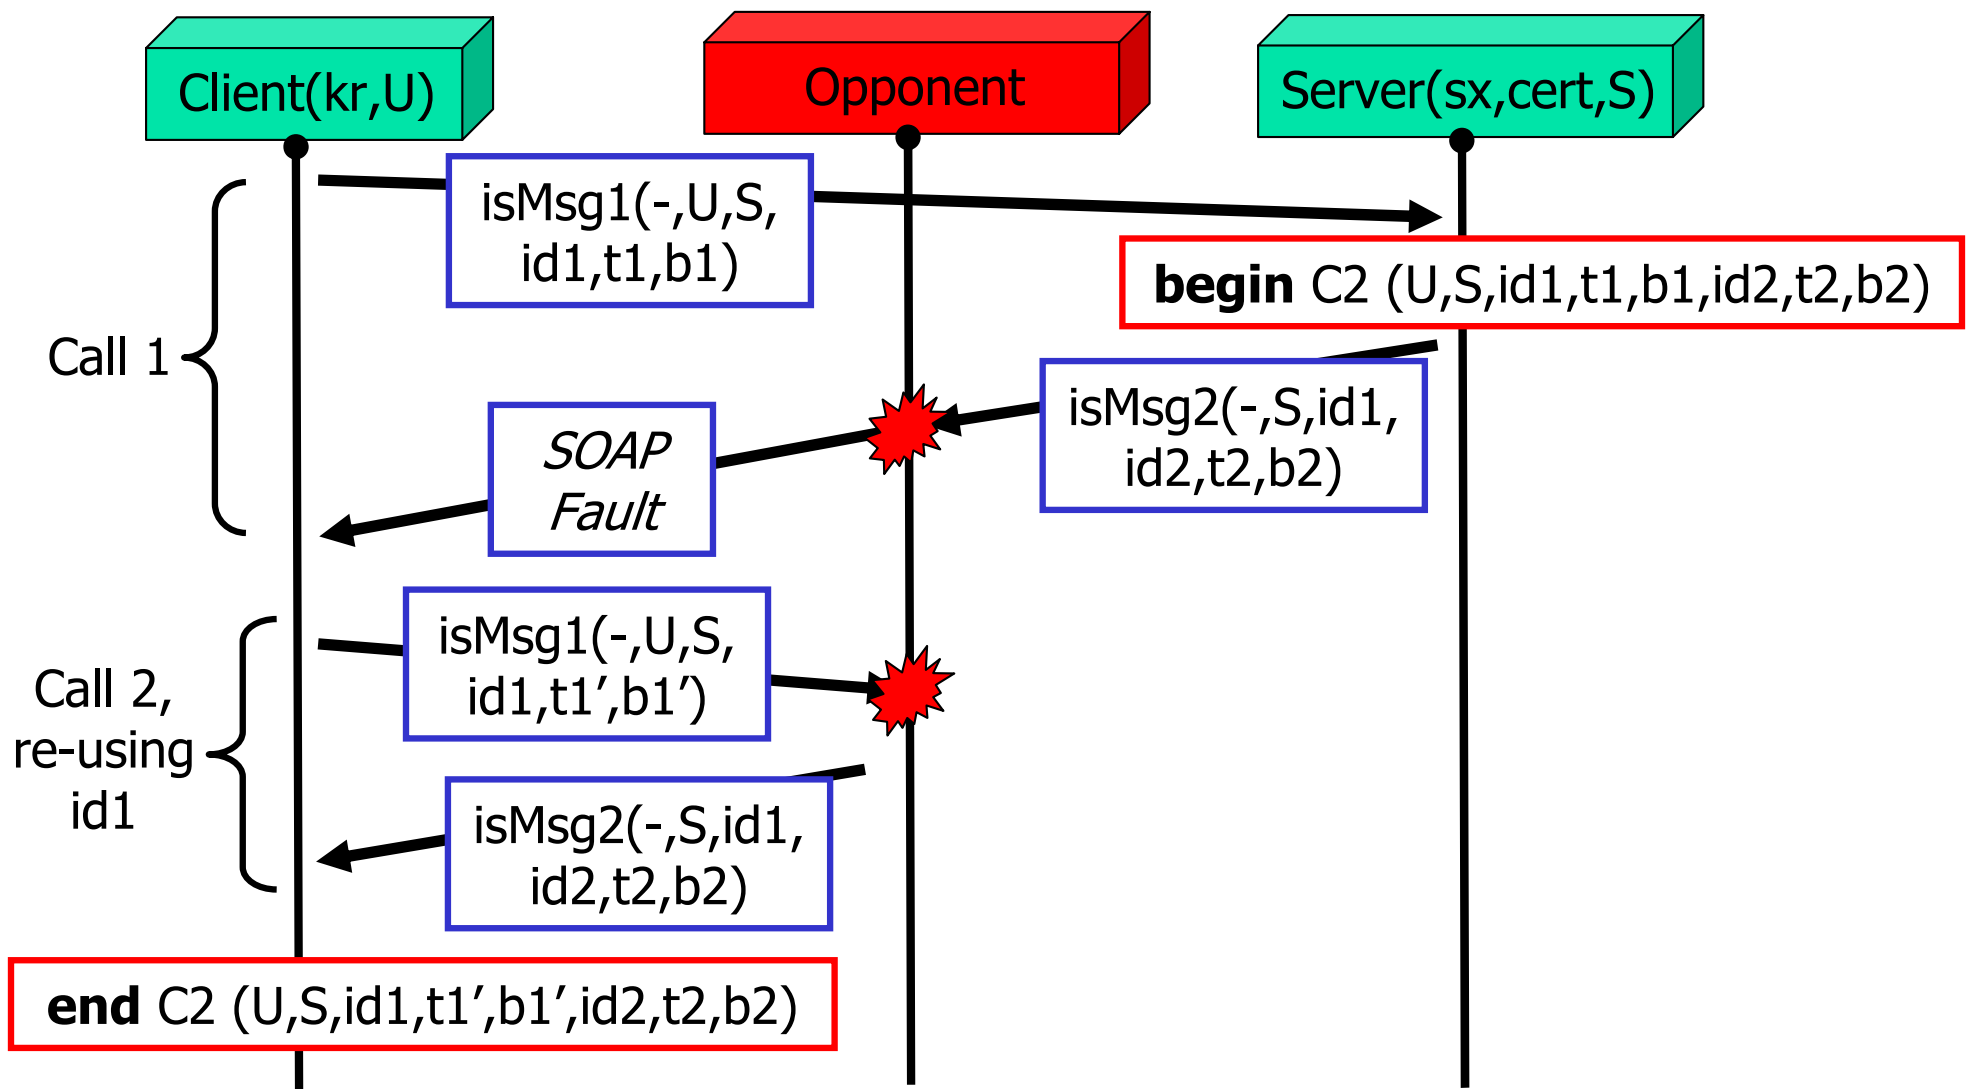 Client(kr,U)
Opponent
Server(sx,cert,S)
isMsg1(-,U,S,
id1,t1,b1)
begin C2 (U,S,id1,t1,b1,id2,t2,b2)
Call 1
isMsg2(-,S,id1,
id2,t2,b2)
SOAP
Fault
isMsg1(-,U,S,
id1,t1′,b1′)
Call 2,
re-using
id1
isMsg2(-,S,id1,
id2,t2,b2)
end C2 (U,S,id1,t1′,b1′,id2,t2,b2)